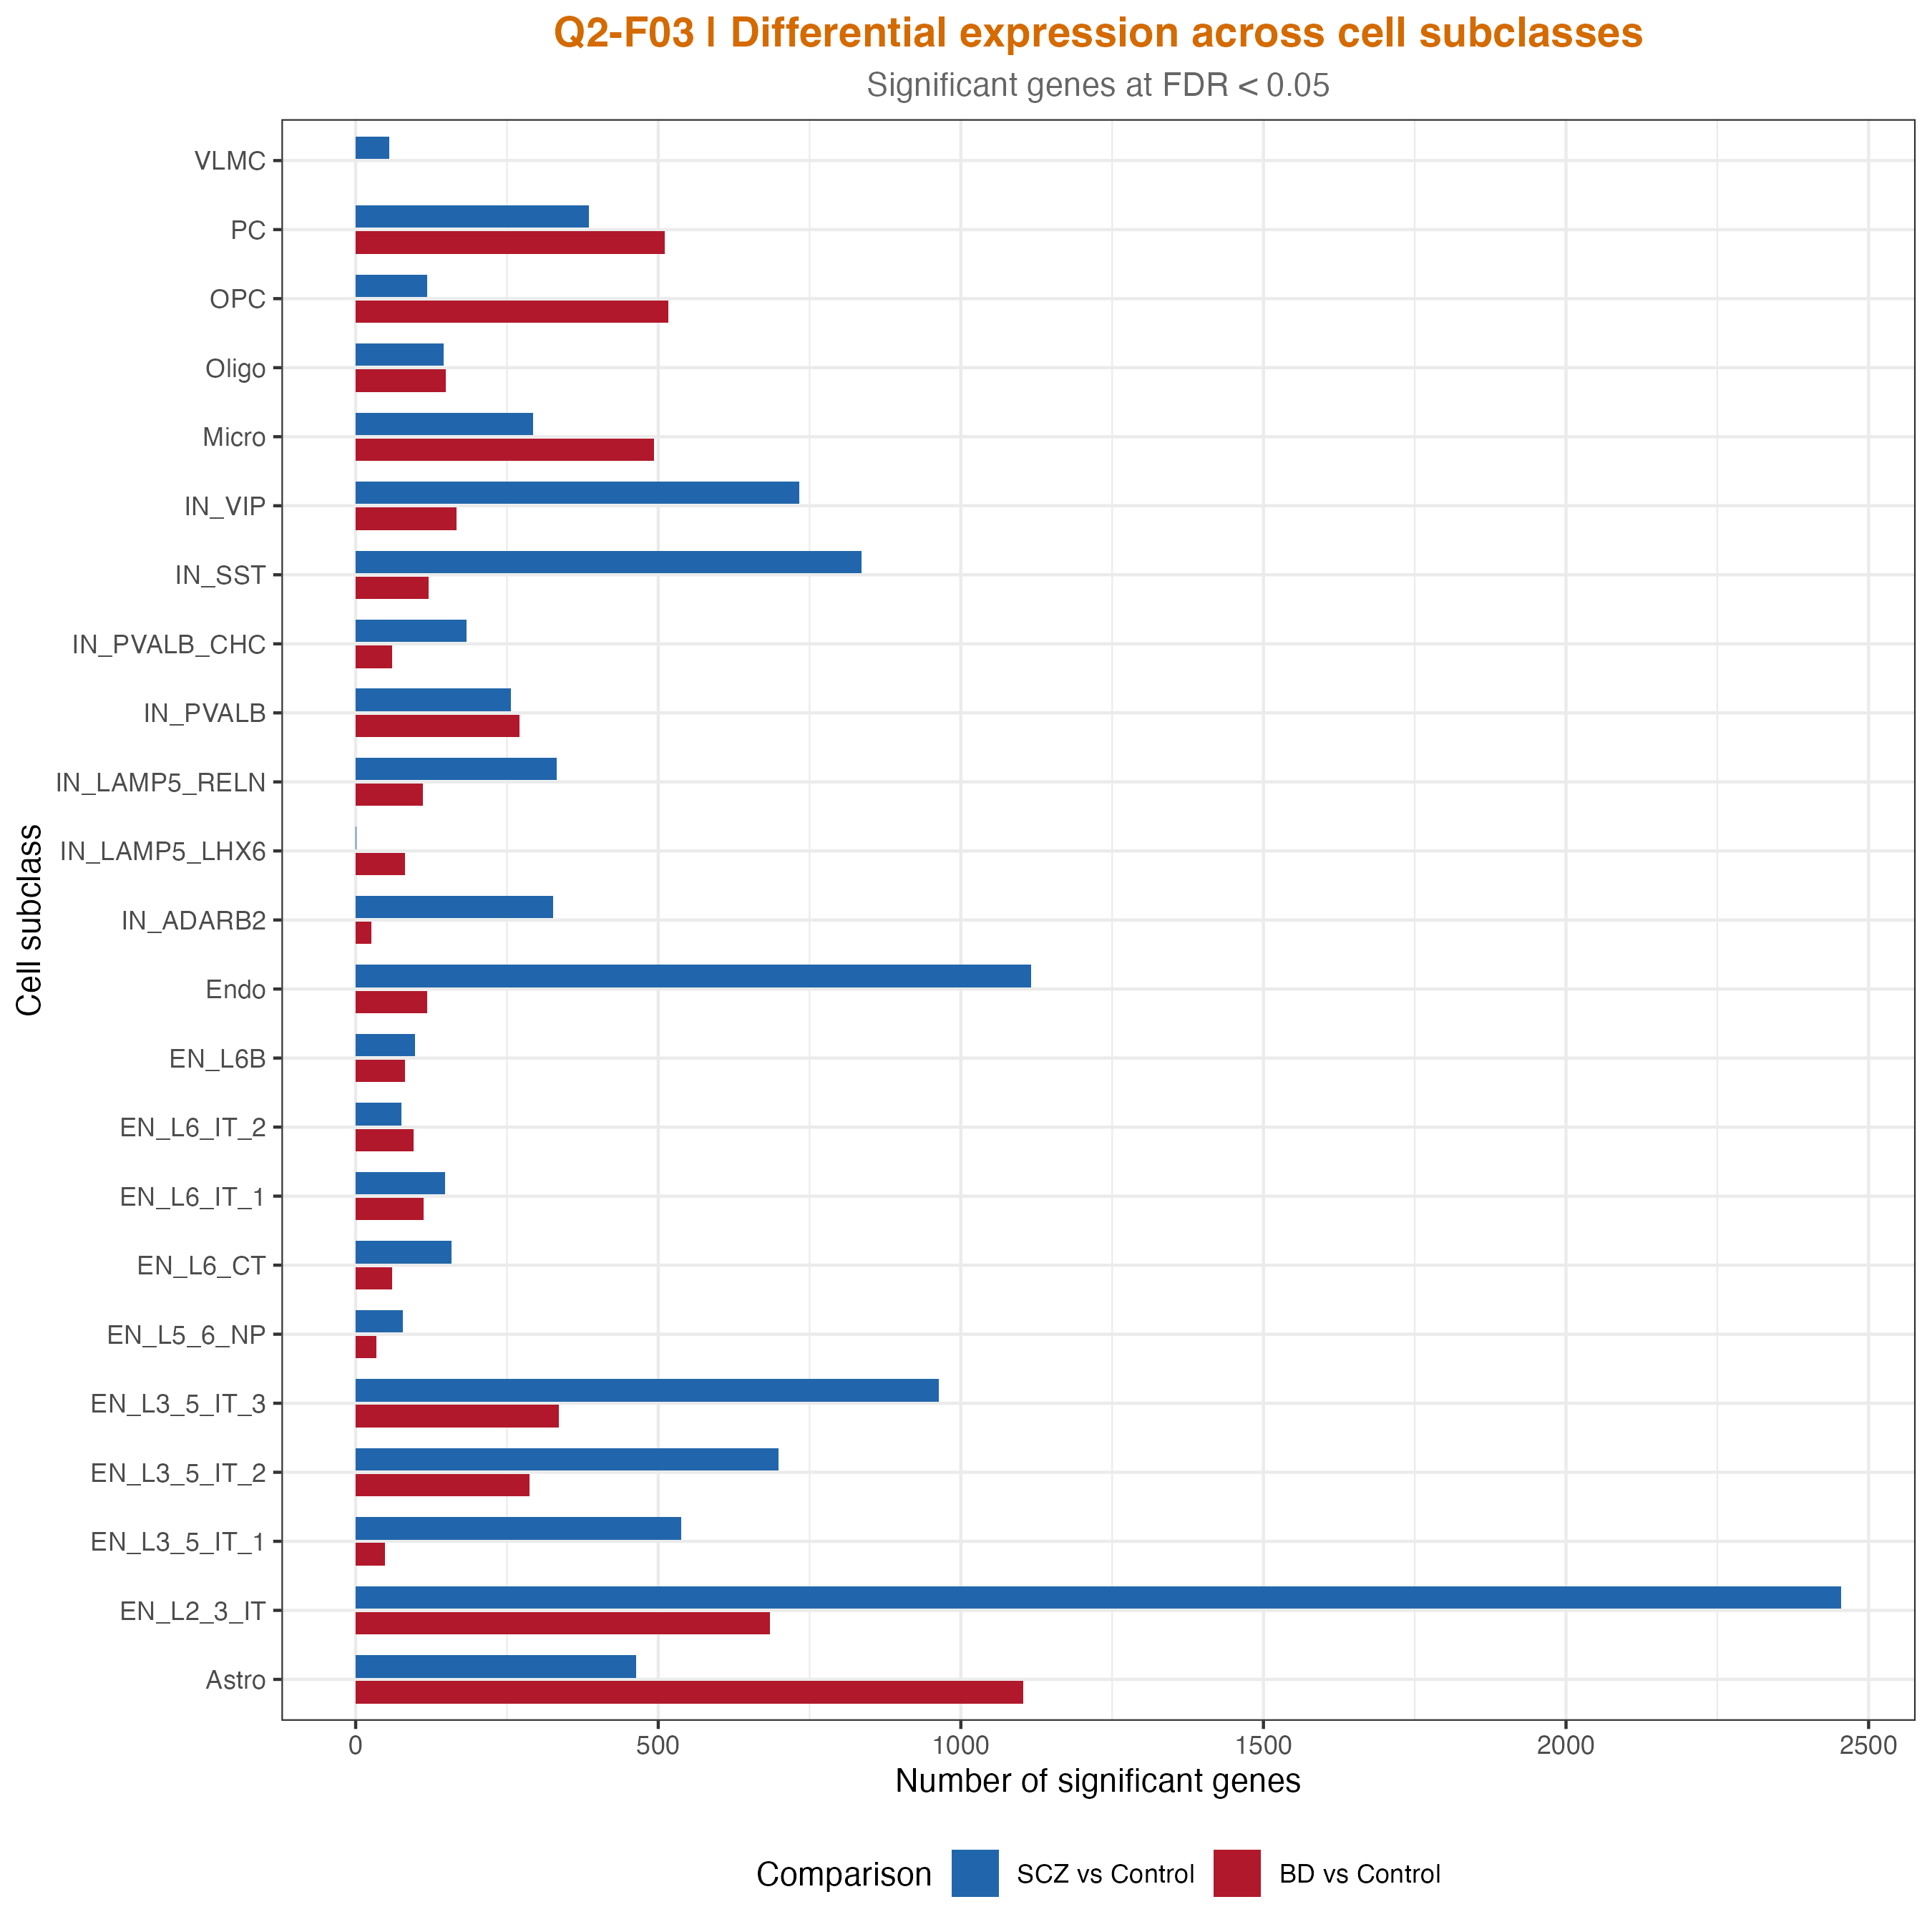 Q2-F03 | Differential expression across cell subclasses
Significant genes at FDR < 0.05
Cell subclass
VLMC
PC
OPC
Oligo
Micro
IN_VIP
IN_SST
IN_PVALB_CHC
IN_PVALB
IN_LAMP5_RELN
IN_LAMP5_LHX6
IN_ADARB2
Endo
EN_L6B
EN_L6_IT_2
EN_L6_IT_1
EN_L6_CT
EN_L5_6_NP
EN_L3_5_IT_3
EN_L3_5_IT_2
EN_L3_5_IT_1
EN_L2_3_IT
Astro
0 500 1000 1500 2000 2500
Number of significant genes
Comparison SCZ vs Control BD vs Control